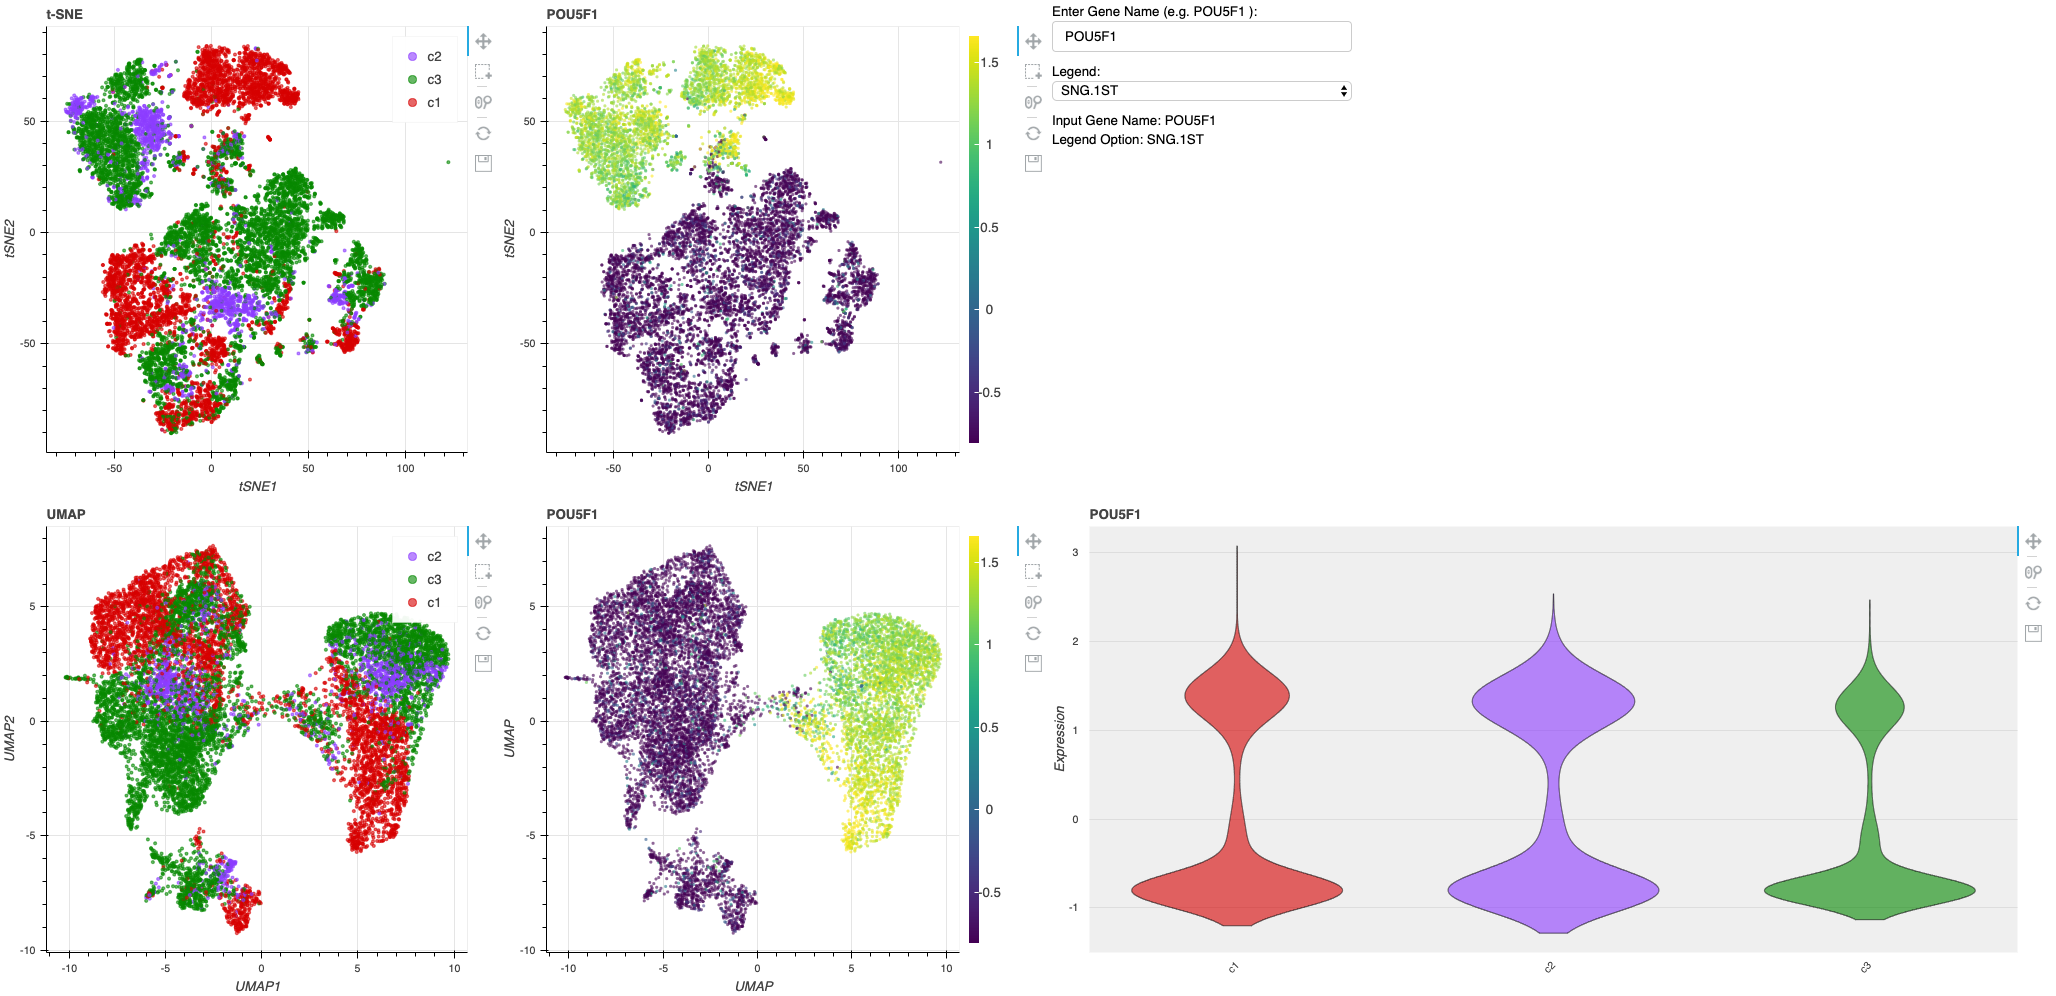 t-SNE
c2
c3
c1
50
0
-50
tSNE2
-50
0
50
100
tSNE1
POU5F1
50
0
-50
tSNE2
-50
0
50
100
tSNE1
1.5
1
0.5
0
-0.5
Enter Gene Name (e.g. POU5F1 ):
POU5F1
Legend:
SNG.1ST
Input Gene Name: POU5F1
Legend Option: SNG.1ST
UMAP
c2
c3
c1
5
0
-5
-10
UMAP2
-10
-5
0
5
10
UMAP1
POU5F1
5
0
-5
-10
UMAP
-10
-5
0
5
10
UMAP
1.5
1
0.5
0
-0.5
POU5F1
3
2
1
0
-1
Expression
c1
c2
c3